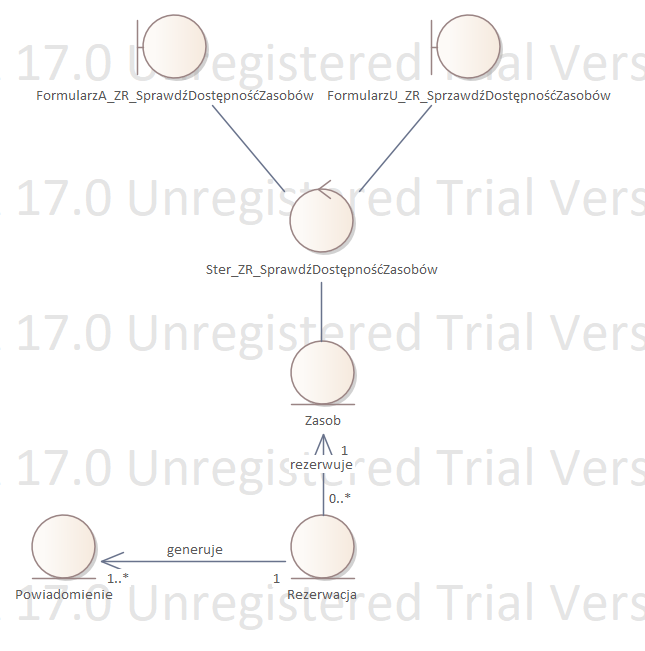 17.0 Unregistered Trial Vers
FormularzA_ZR_SprawdźDostępnośćZasobów
FormularzU_ZR_SprzawdźDostępnośćZasobów
17.0 Unregistered Trial Vers
Ster_ZR_SprawdźDostępnośćZasobów
17.0 Unregistered Trial Vers
Zasob
1
rezerwuje
17.0 Unregistered Trial Vers
0..*
generuje
1..*
1
Powiadomienie
Rezerwacja
17.0 Unregistered Trial Vers